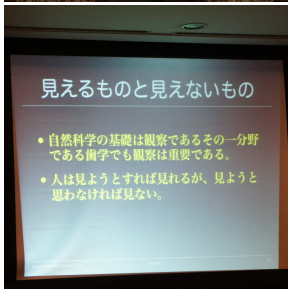 見えるものと見えないもの
• 自然科学の基礎は観察であるその一分野
である歯学でも観察は重要である。
• 人は見ようとすれば見れるが、見ようと
思わなければ見ない。